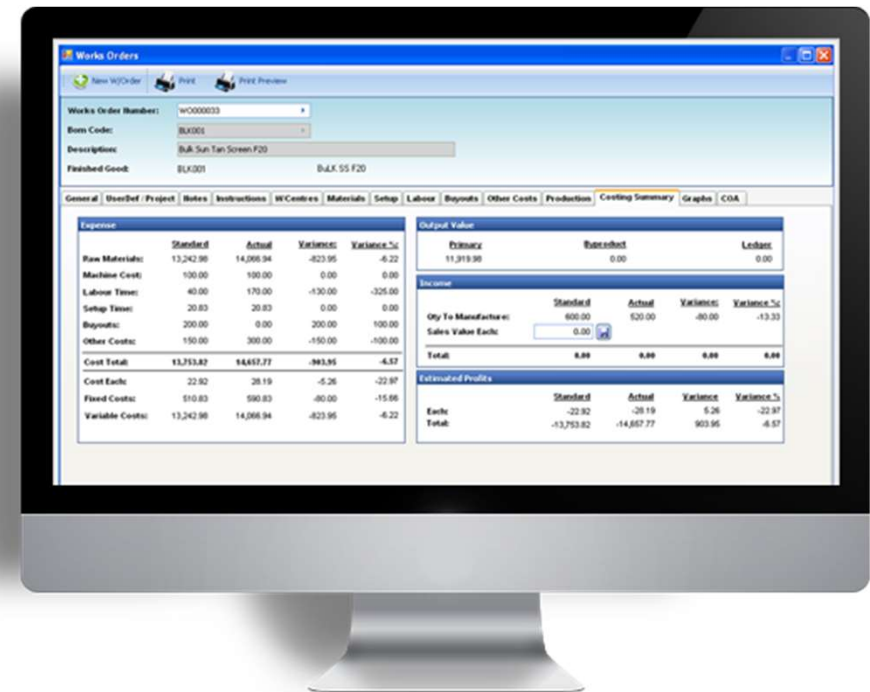 Works Orders
New W/Order Print Print Preview
Works Order Number: WO000033
Bom Code: BLK001
Description: Bulk Sun Tan Screen F20
Finished Good: BLK001 BuLK SS F20
General UserDef / Project Notes Instructions W/Centres Materials Setup Labour Buyouts Other Costs Production Costing Summary Graphs COA
Expense
Standard Actual Variance: Variance %:
Raw Materials: 13,242.98 14,066.94 -823.95 -6.22
Machine Cost: 100.00 100.00 0.00 0.00
Labour Time: 40.00 170.00 -130.00 -325.00
Setup Time: 20.83 20.83 0.00 0.00
Buyouts: 200.00 0.00 200.00 100.00
Other Costs: 150.00 300.00 -150.00 -100.00
Cost Total: 13,753.82 14,657.77 -903.95 -6.57
Cost Each: 22.92 28.19 -5.26 -22.97
Fixed Costs: 510.83 590.83 -80.00 -15.66
Variable Costs: 13,242.98 14,066.94 -823.95 -6.22
Output Value
Primary Byproduct Ledger
11,919.98 0.00 0.00
Income
Standard Actual Variance: Variance %:
Qty To Manufacture: 600.00 520.00 -80.00 -13.33
Sales Value Each: 0.00
Total: 0.00 0.00 0.00 0.00
Estimated Profits
Standard Actual Variance Variance %
Each: -22.92 -28.19 5.26 -22.97
Total: -13,753.82 -14,657.77 903.95 -6.57